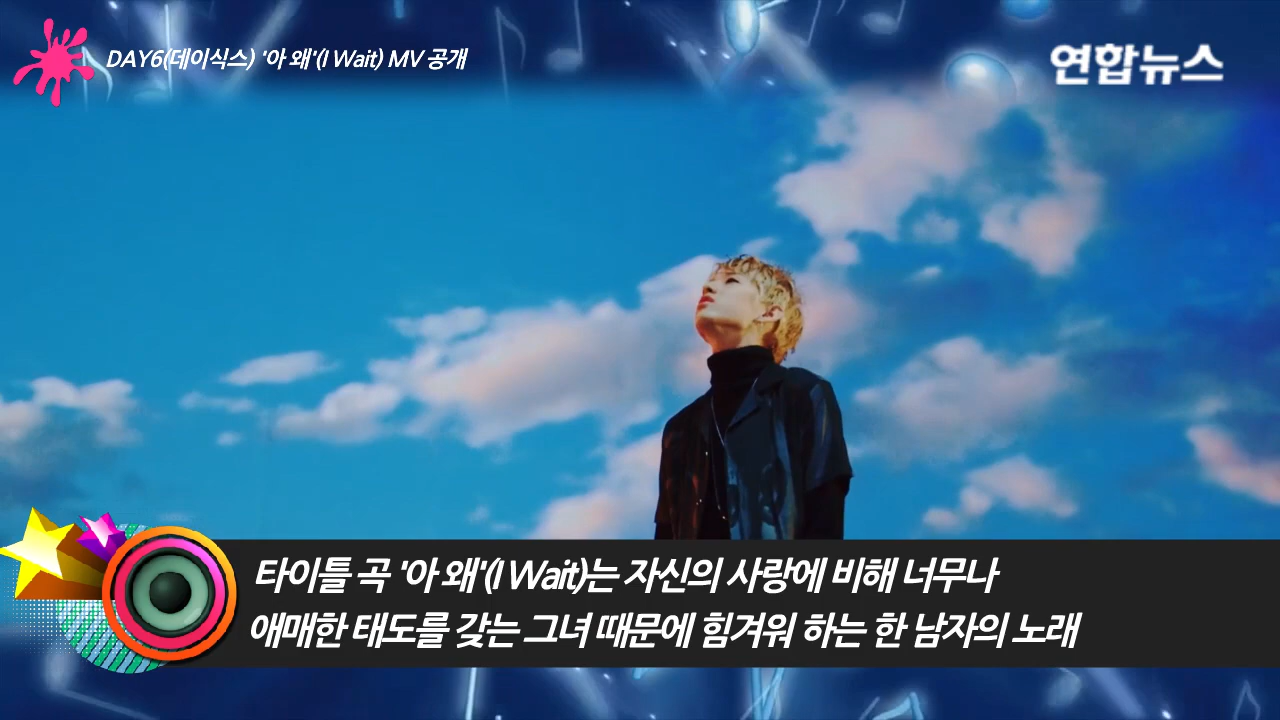 DAY6(데이식스) '아 왜'(I Wait) MV 공개
연합뉴스
타이틀 곡 '아 왜'(I Wait)는 자신의 사랑에 비해 너무나
애매한 태도를 갖는 그녀 때문에 힘겨워 하는 한 남자의 노래